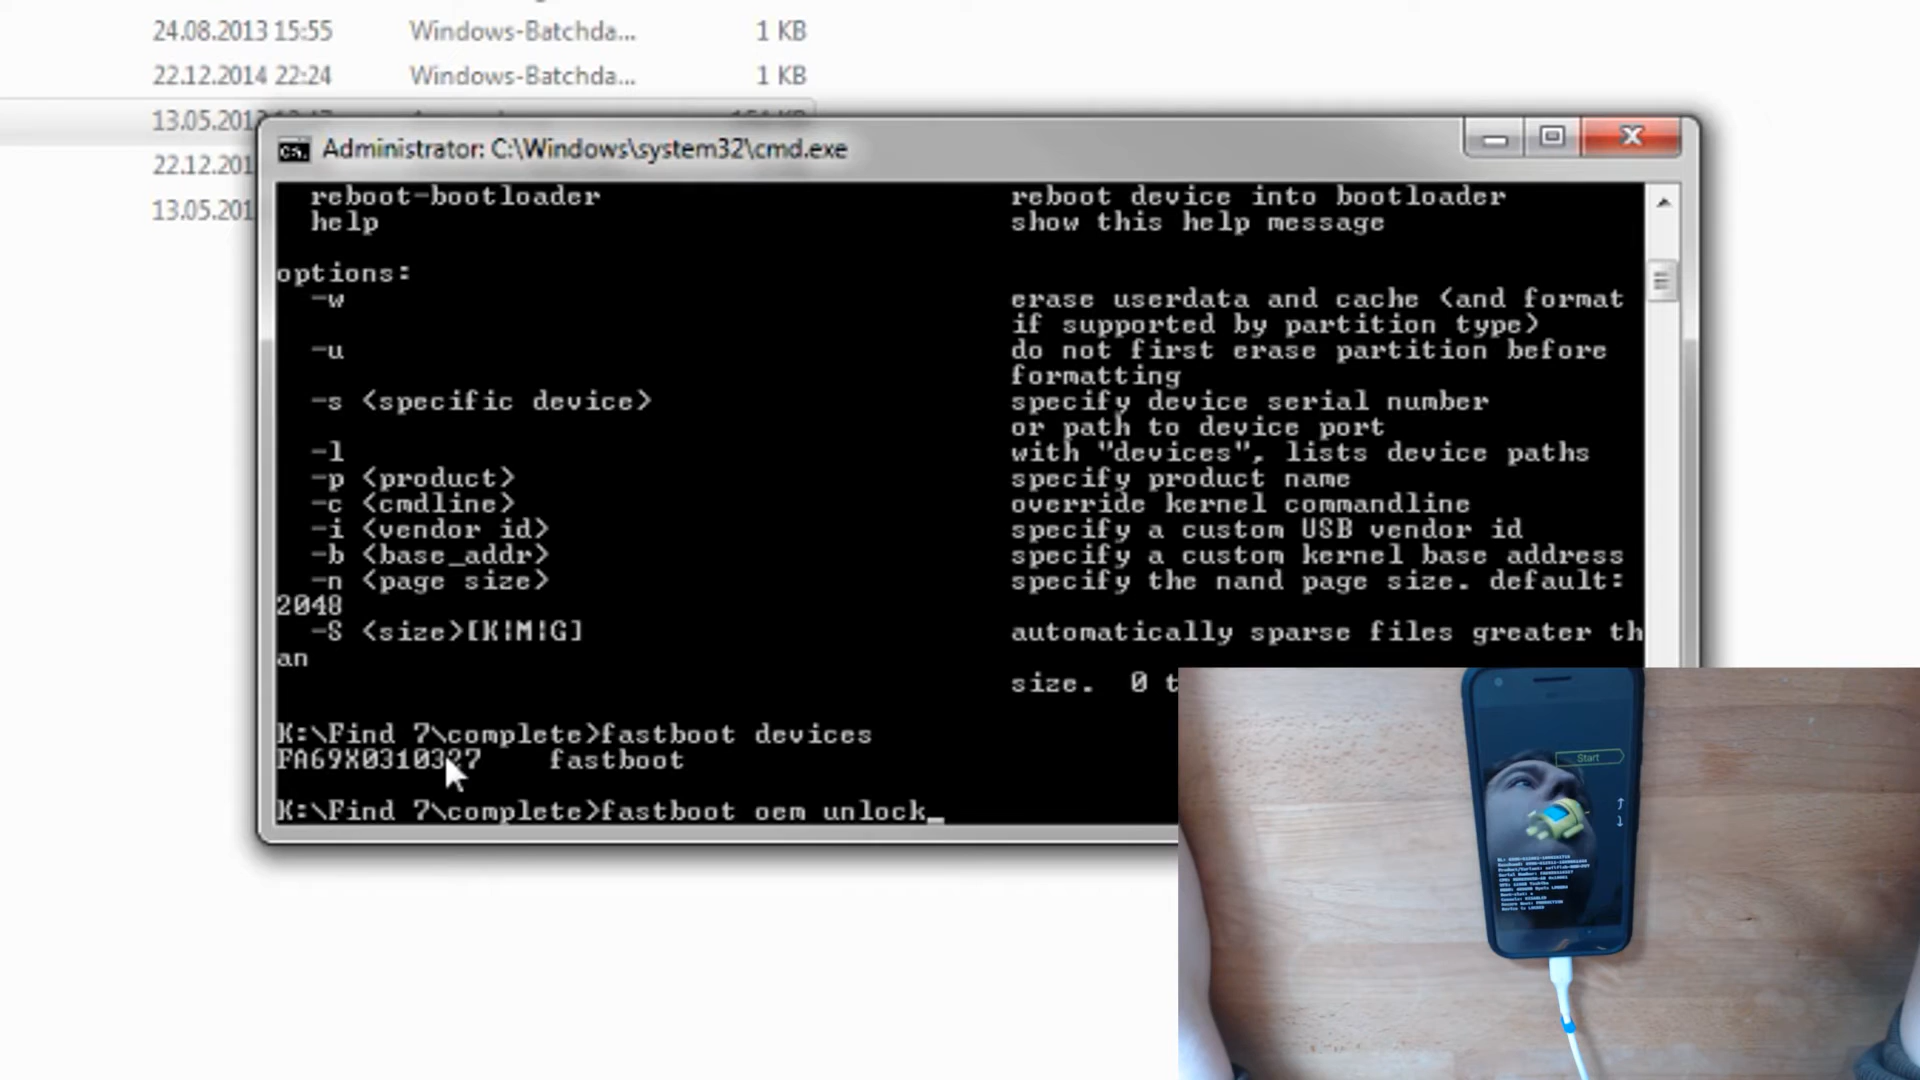 24.08.2013 15:55 Windows-Batchda... 1 KB
22.12.2014 22:24 Windows-Batchda... 1 KB
Administrator: C:\Windows\system32\cmd.exe
reboot-bootloader reboot device into bootloader
help show this help message
options:
-w erase userdata and cache <and format
if supported by partition type>
-u do not first erase partition before
formatting
-s <specific device> specify device serial number
or path to device port
-l with "devices", lists device paths
-p <product> specify product name
-c <cmdline> override kernel commandline
-i <vendor id> specify a custom USB vendor id
-b <base_addr> specify a custom kernel base address
-n <page size> specify the nand page size. default:
2048
-S <size>[K|M|G] automatically sparse files greater th
an
size. 0 t
K:\Find 7\complete>fastboot devices
fastboot
K:\Find 7\complete>fastboot oem unlock_
Start